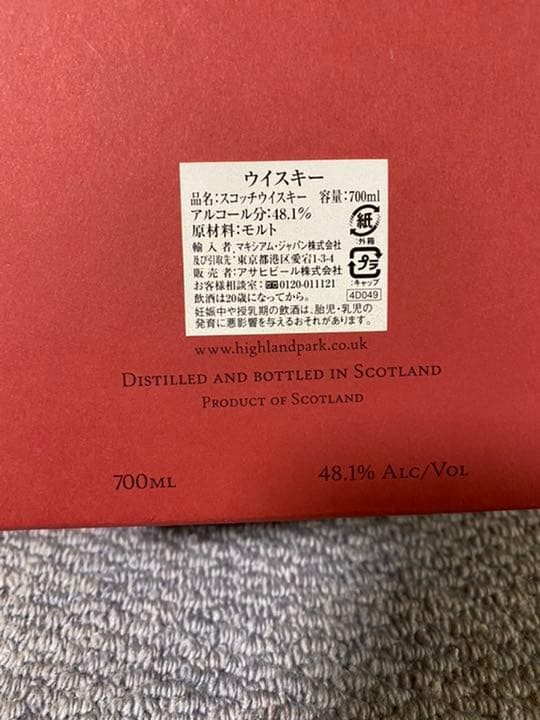 ウイスキー
品名:スコッチウイスキー 容量:700ml
アルコール分:48.1%
原材料:モルト
輸入者,マキシアム・ジャパン株式会社
及び引取先・東京都港区愛宕1-3-4
販売者:アサヒビール株式会社
お客様相談室:0120-011121
飲酒は20歳になってから。
妊娠中や授乳期の飲酒は、胎児・乳児の
発育に悪影響を与えるおそれがあります。
紙
:外箱
プラ
:キャップ
4D049
www.highlandpark.co.uk
DISTILLED AND BOTTLED IN SCOTLAND
PRODUCT OF SCOTLAND
700ML 48.1% ALC/VOL